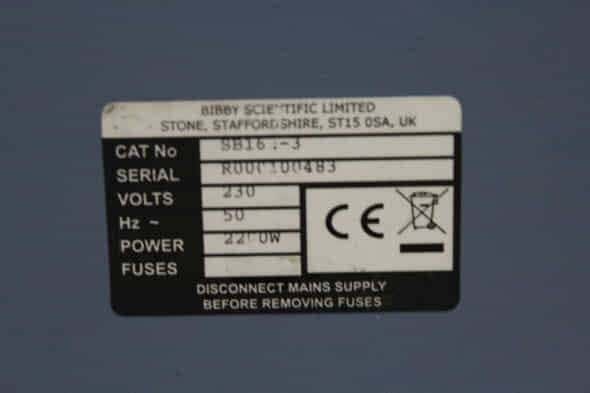 BIBBY SCIENTIFIC LIMITED
STONE, STAFFORDSHIRE, ST15 0SA, UK
CAT No
SERIAL
VOLTS 230
Hz ~ 50
POWER
FUSES
CE
DISCONNECT MAINS SUPPLY
BEFORE REMOVING FUSES